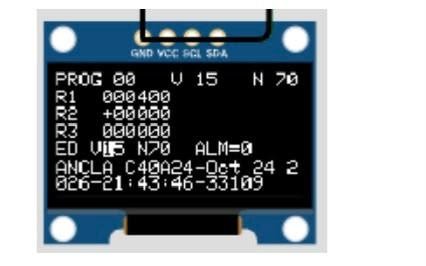 GND VCC SCL SDA
PROG 00 V 15 N 70
R1 000400
R2 +00000
R3 000000
ED V15 N70 ALM=0
ANCLA C40A24-Oct 24 2
026-21:43:46-33109